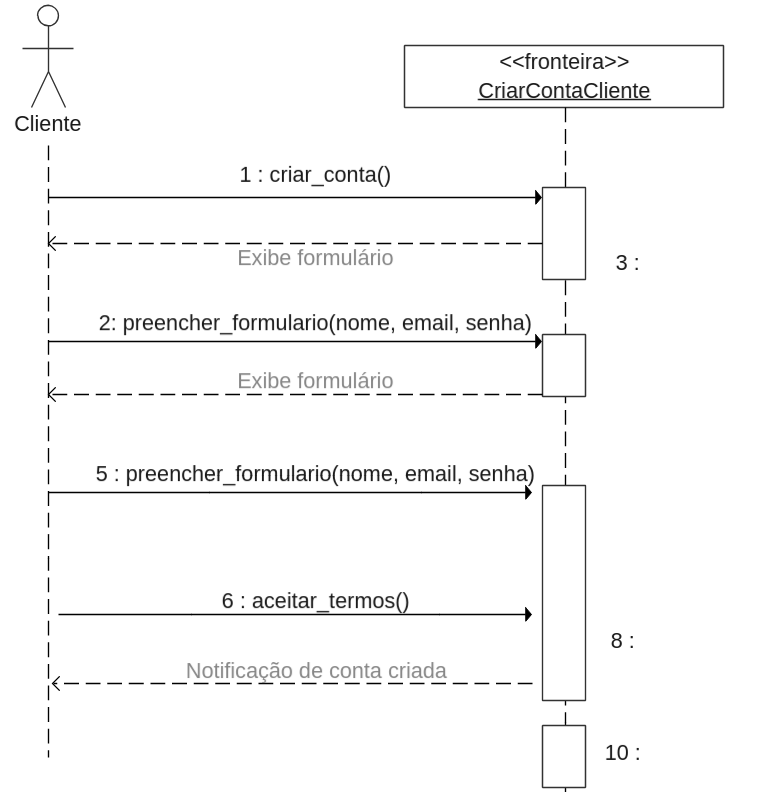 <<fronteira>>
CriarContaCliente
Cliente
1 : criar_conta()
Exibe formulário
3 :
2: preencher_formulario(nome, email, senha)
Exibe formulário
5 : preencher_formulario(nome, email, senha)
6 : aceitar_termos()
8 :
Notificação de conta criada
10 :